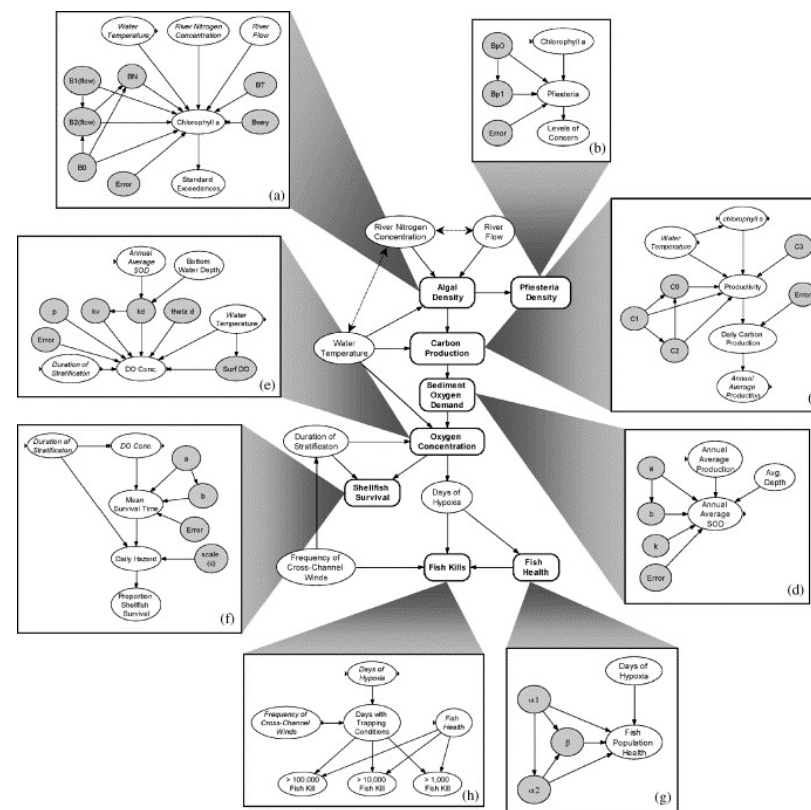 Water
Temperature
River Nitrogen
Concentration
River
Flow
B1(flow)
BN
BT
B2(flow)
Chlorophyll a
Bwey
B0
Error
Standard
Exceedances
(a)
Bp0
Chlorophyll a
Bp1
Pfiesteria
Error
Levels of
Concern
(b)
River Nitrogen
Concentration
River
Flow
Algal
Density
Pfiesteria
Density
Water
Temperature
Carbon
Production
Sediment
Oxygen
Demand
Duration of
Stratificaton
Oxygen
Concentration
Shellfish
Survival
Days of
Hypoxia
Frequency of
Cross-Channel
Winds
Fish Kills
Fish
Health
chlorophyll a
Water
Temperature
C3
C0
Productivity
Error
C1
C2
Daily Carbon
Production
Annual
Average
Production
(
Annual
Average
SOD
Bottom
Water Depth
p
kv
kd
theta d
Water
Temperature
Error
Duration of
Stratificaton
DO Conc.
Surf DO
(e)
Annual
Average
Production
a
Avg.
Depth
b
Annual
Average
SOD
k
Error
(d)
Duration of
Stratificaton
DO Conc.
a
b
Mean
Survival Time
Error
Daily Hazard
scale
(c)
Proportion
Shellfish
Survival
(f)
Days of
Hypoxia
Frequency of
Cross-Channel
Winds
Days with
Trapping
Conditions
Fish
Health
> 100,000
Fish Kill
> 10,000
Fish Kill
> 1,000
Fish Kill
(h)
Days of
Hypoxia
α1
β
Fish
Population
Health
α2
(g)